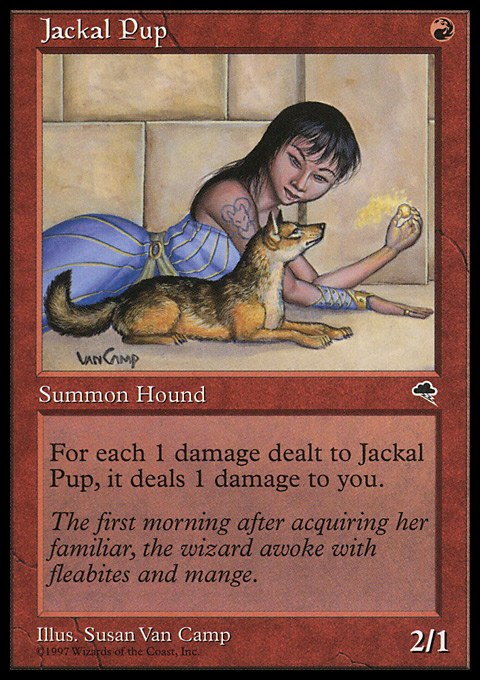 Jackal Pup
VanCamp
Summon Hound
For each 1 damage dealt to Jackal
Pup, it deals 1 damage to you.
The first morning after acquiring her
familiar, the wizard awoke with
fleabites and mange.
Illus. Susan Van Camp
©1997 Wizards of the Coast, Inc.
2/1